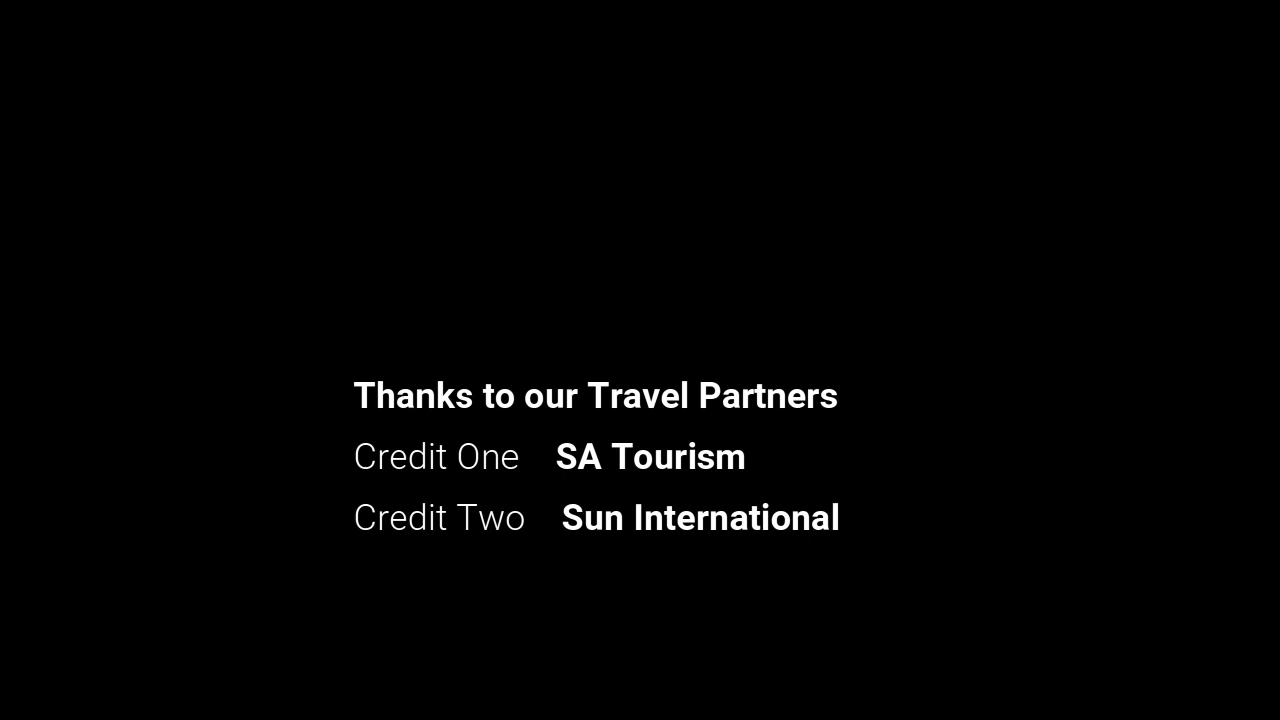 Thanks to our Travel Partners
Credit One SA Tourism
Credit Two Sun International